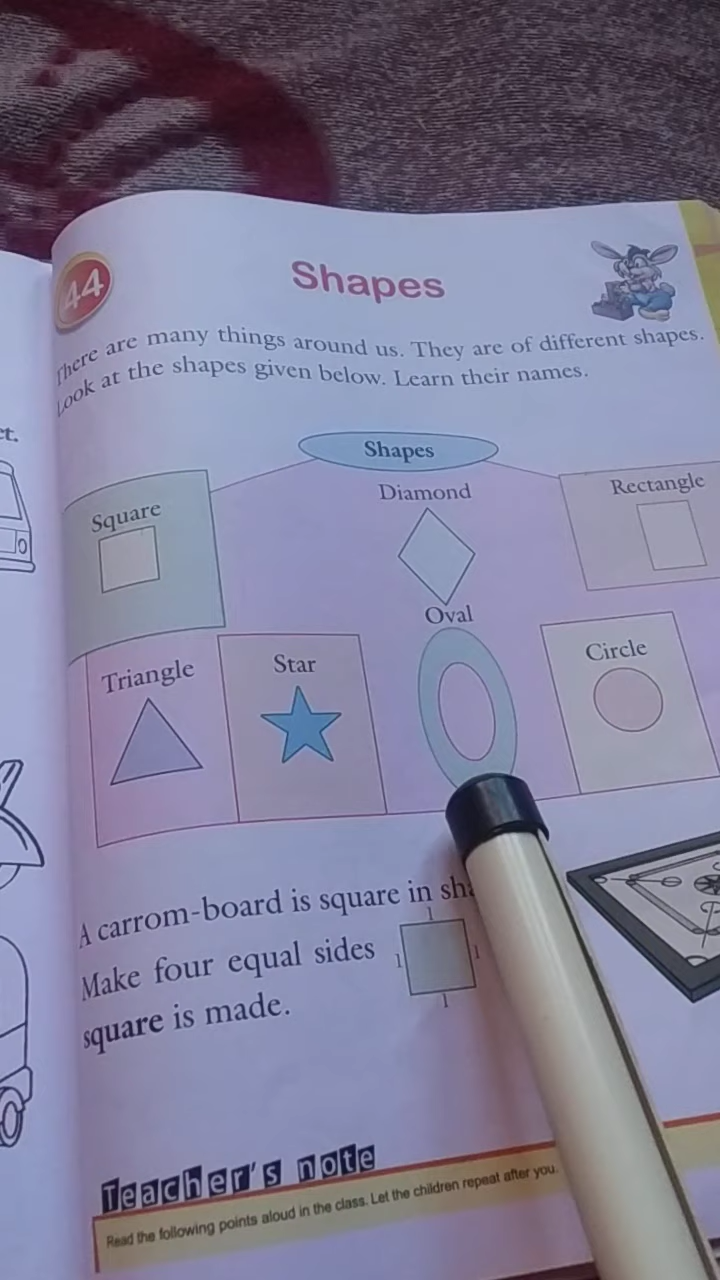 44
Shapes
There are many things around us. They are of different shapes.
Look at the shapes given below. Learn their names.
Shapes
Square
Diamond
Rectangle
Oval
Triangle
Star
Circle
A carrom-board is square in
Make four equal sides
square is made.
1
1
1
1
Teacher's note
Read the following points aloud in the class. Let the children repeat after you.